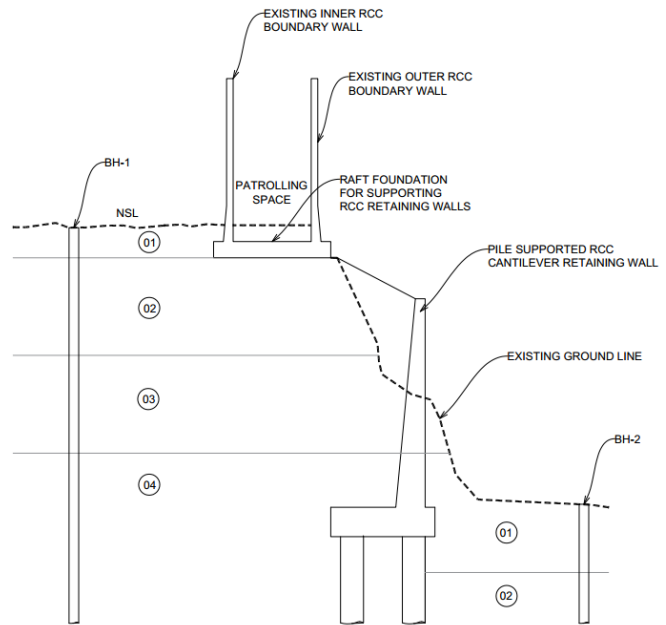 EXISTING INNER RCC
BOUNDARY WALL
EXISTING OUTER RCC
BOUNDARY WALL
BH-1
PATROLLING
SPACE
RAFT FOUNDATION
FOR SUPPORTING
RCC RETAINING WALLS
NSL
01
PILE SUPPORTED RCC
CANTILEVER RETAINING WALL
02
EXISTING GROUND LINE
03
BH-2
04
01
02